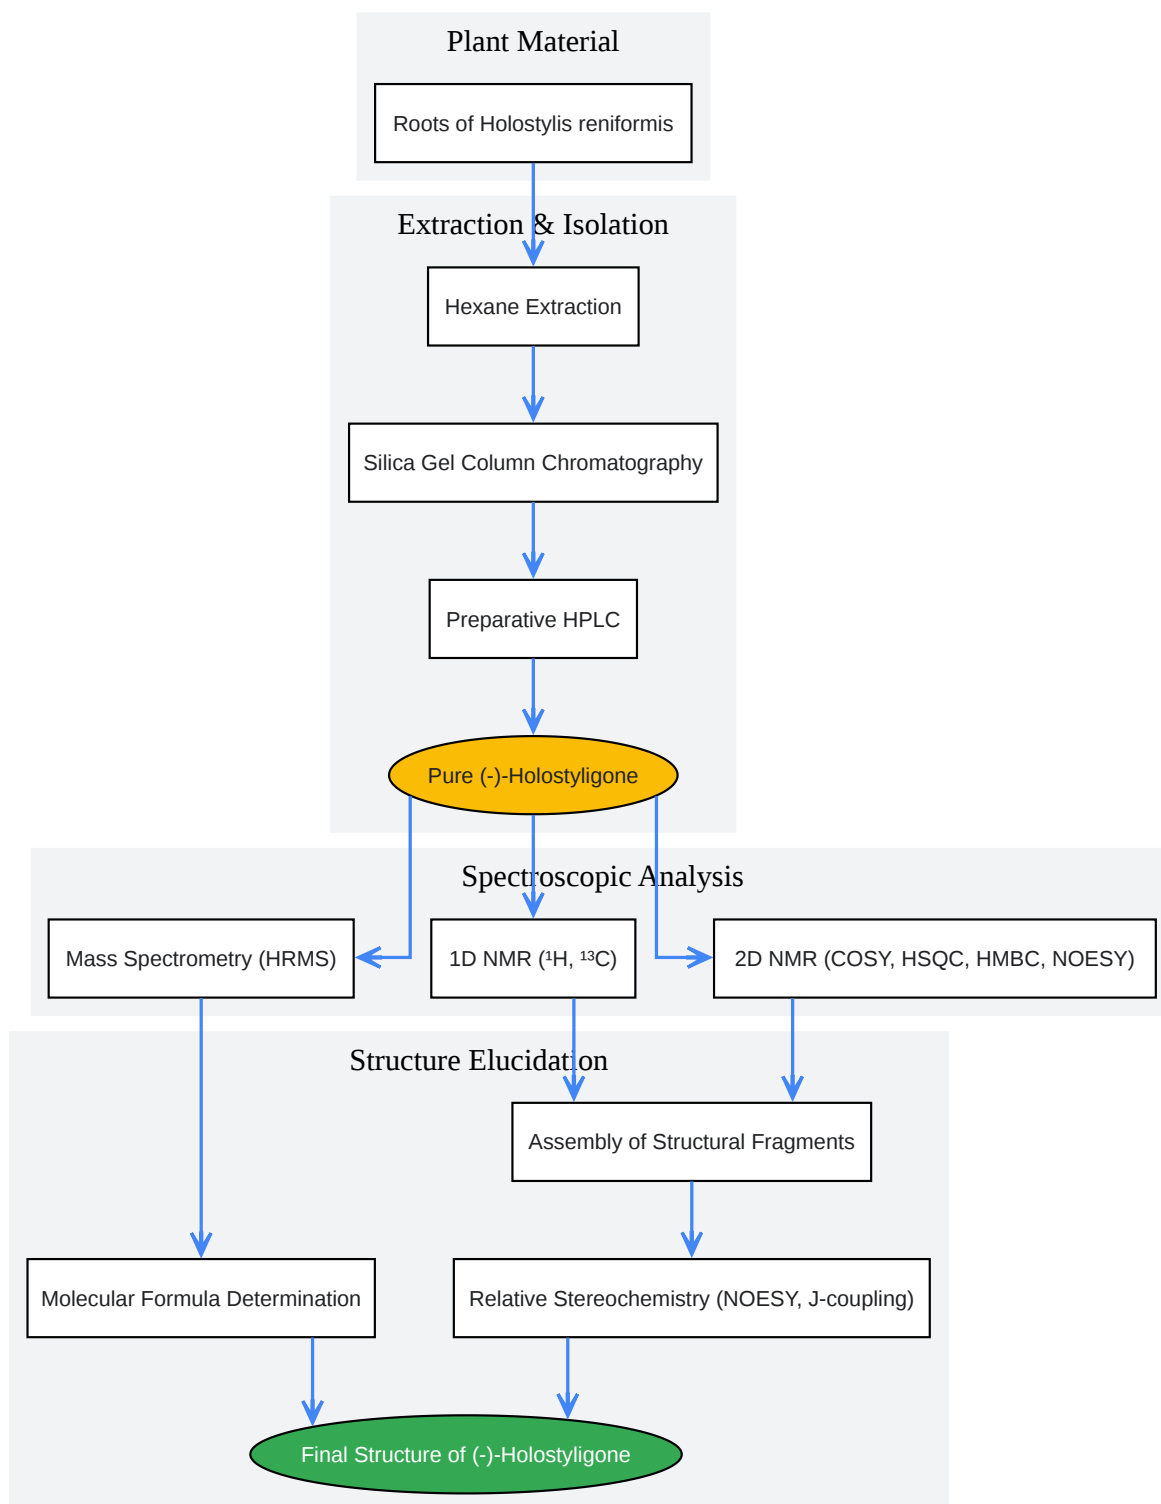 Plant Material
Roots of Holostylis reniformis
Extraction & Isolation
Hexane Extraction
Silica Gel Column Chromatography
Preparative HPLC
Pure (-)-Holostyligone
Spectroscopic Analysis
Mass Spectrometry (HRMS)
1D NMR (¹H, ¹³C)
2D NMR (COSY, HSQC, HMBC, NOESY)
Structure Elucidation
Assembly of Structural Fragments
Molecular Formula Determination
Relative Stereochemistry (NOESY, J-coupling)
Final Structure of (-)-Holostyligone